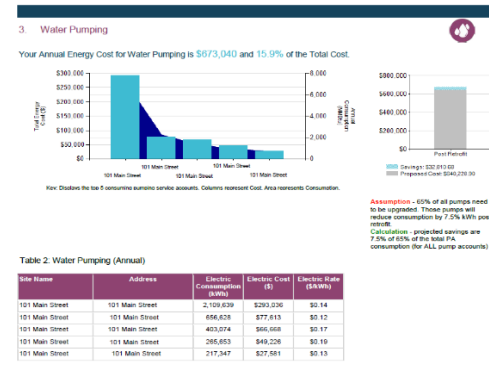 3. Water Pumping
Your Annual Energy Cost for Water Pumping is $673,040 and 15.9% of the Total Cost.
Total Energy Cost ($)
$300,000
$250,000
$200,000
$150,000
$100,000
$50,000
$0
8,000
6,000
4,000
2,000
0
Annual Consumption
101 Main Street
101 Main Street
101 Main Street
101 Main Street
101 Main Street
Key: Displays the top 5 consuming pumping service accounts. Columns represent Cost. Area represents Consumption.
$800,000
$600,000
$400,000
$200,000
$0
Post Retrofit
Savings:
Proposed Cost:
Assumption - 65% of all pumps need
to be upgraded. Those pumps will
reduce consumption by 7.5% kWh pos
retrofit.
Calculation - projected savings are
7.5% of 65% of the total PA
consumption (for ALL pump accounts)
Table 2: Water Pumping (Annual)
Site Name Address Electric Consumption (kWh) Electric Cost ($) Electric Rate ($/kWh)
101 Main Street 101 Main Street 2,109,639 $293,036 $0.14
101 Main Street 101 Main Street 656,628 $77,613 $0.12
101 Main Street 101 Main Street 403,074 $66,668 $0.17
101 Main Street 101 Main Street 265,653 $49,226 $0.19
101 Main Street 101 Main Street 217,347 $27,581 $0.13